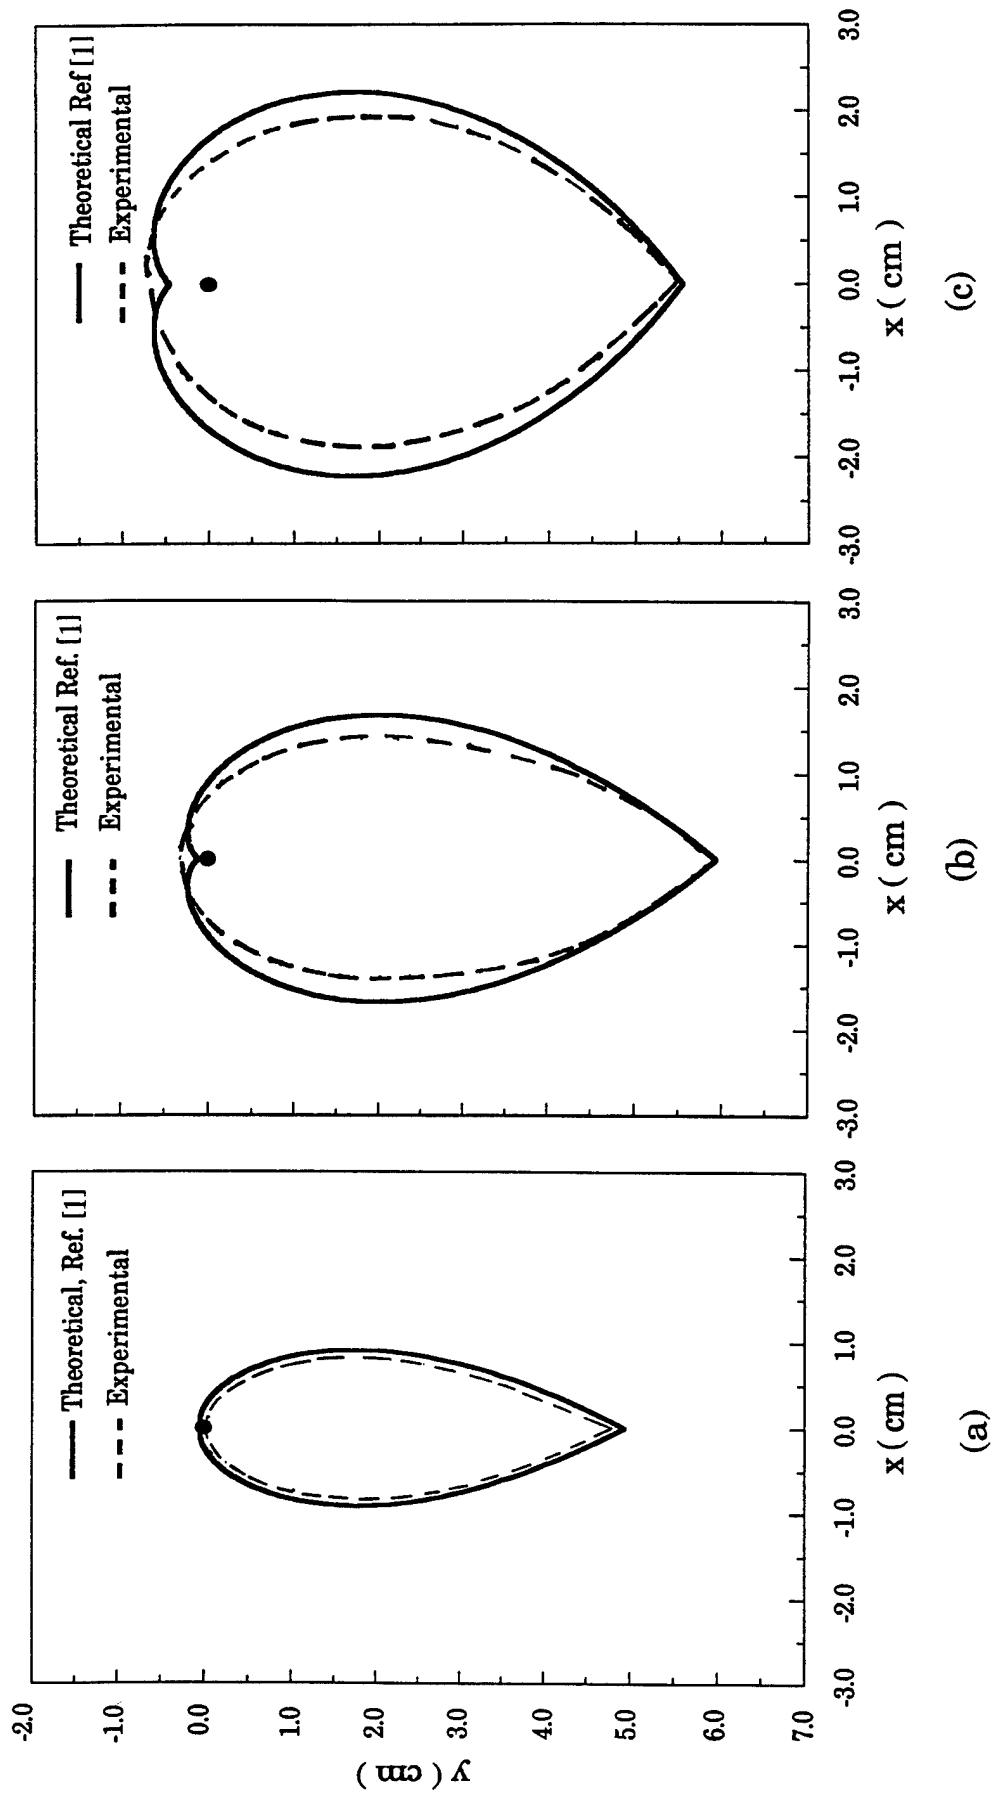 -2.0
-1.0
0.0
1.0
2.0
3.0
4.0
5.0
6.0
7.0
y ( cm )
Theoretical, Ref. [1]
Experimental
-3.0 -2.0 -1.0 0.0 1.0 2.0 3.0
x ( cm )
(a)
Theoretical Ref. [1]
Experimental
-3.0 -2.0 -1.0 0.0 1.0 2.0 3.0
x ( cm )
(b)
Theoretical Ref [1]
Experimental
-3.0 -2.0 -1.0 0.0 1.0 2.0 3.0
x ( cm )
(c)